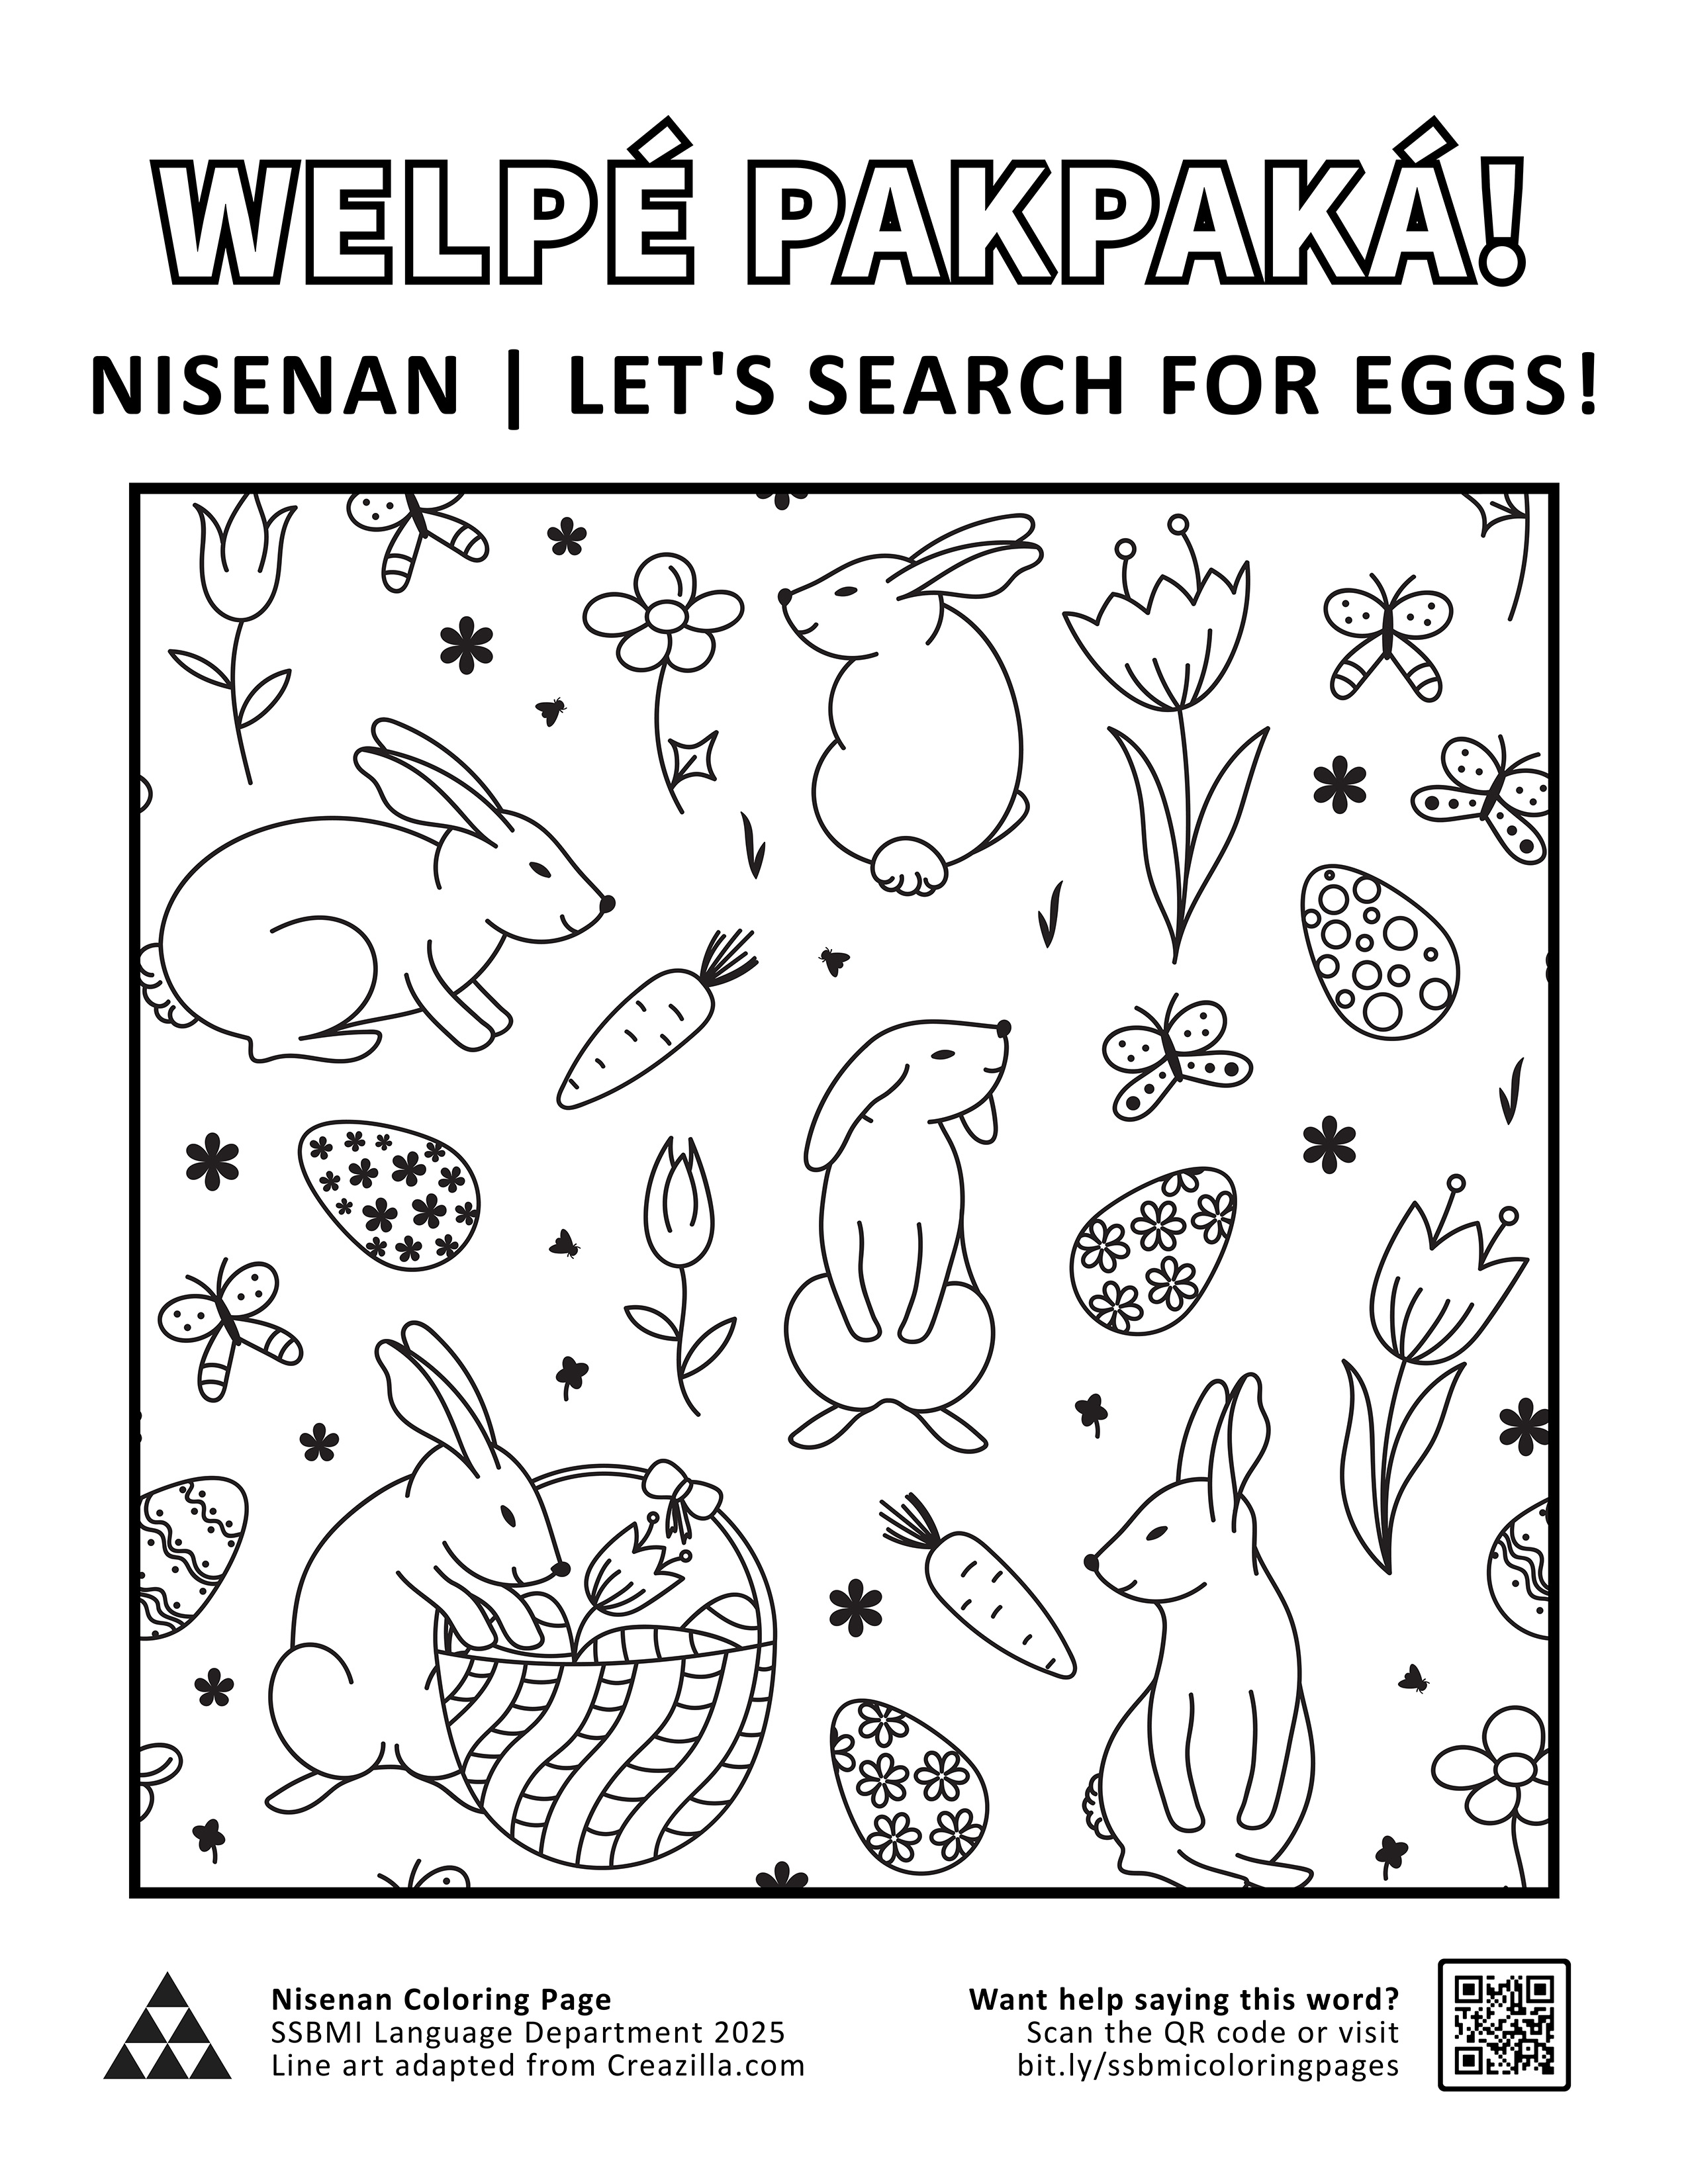 WELPÉ PAKPAKÁ!
NISENAN | LET'S SEARCH FOR EGGS!
Nisenan Coloring Page
SSBMI Language Department 2025
Line art adapted from Creazilla.com
Want help saying this word?
Scan the QR code or visit
bit.ly/ssbmicoloringpages